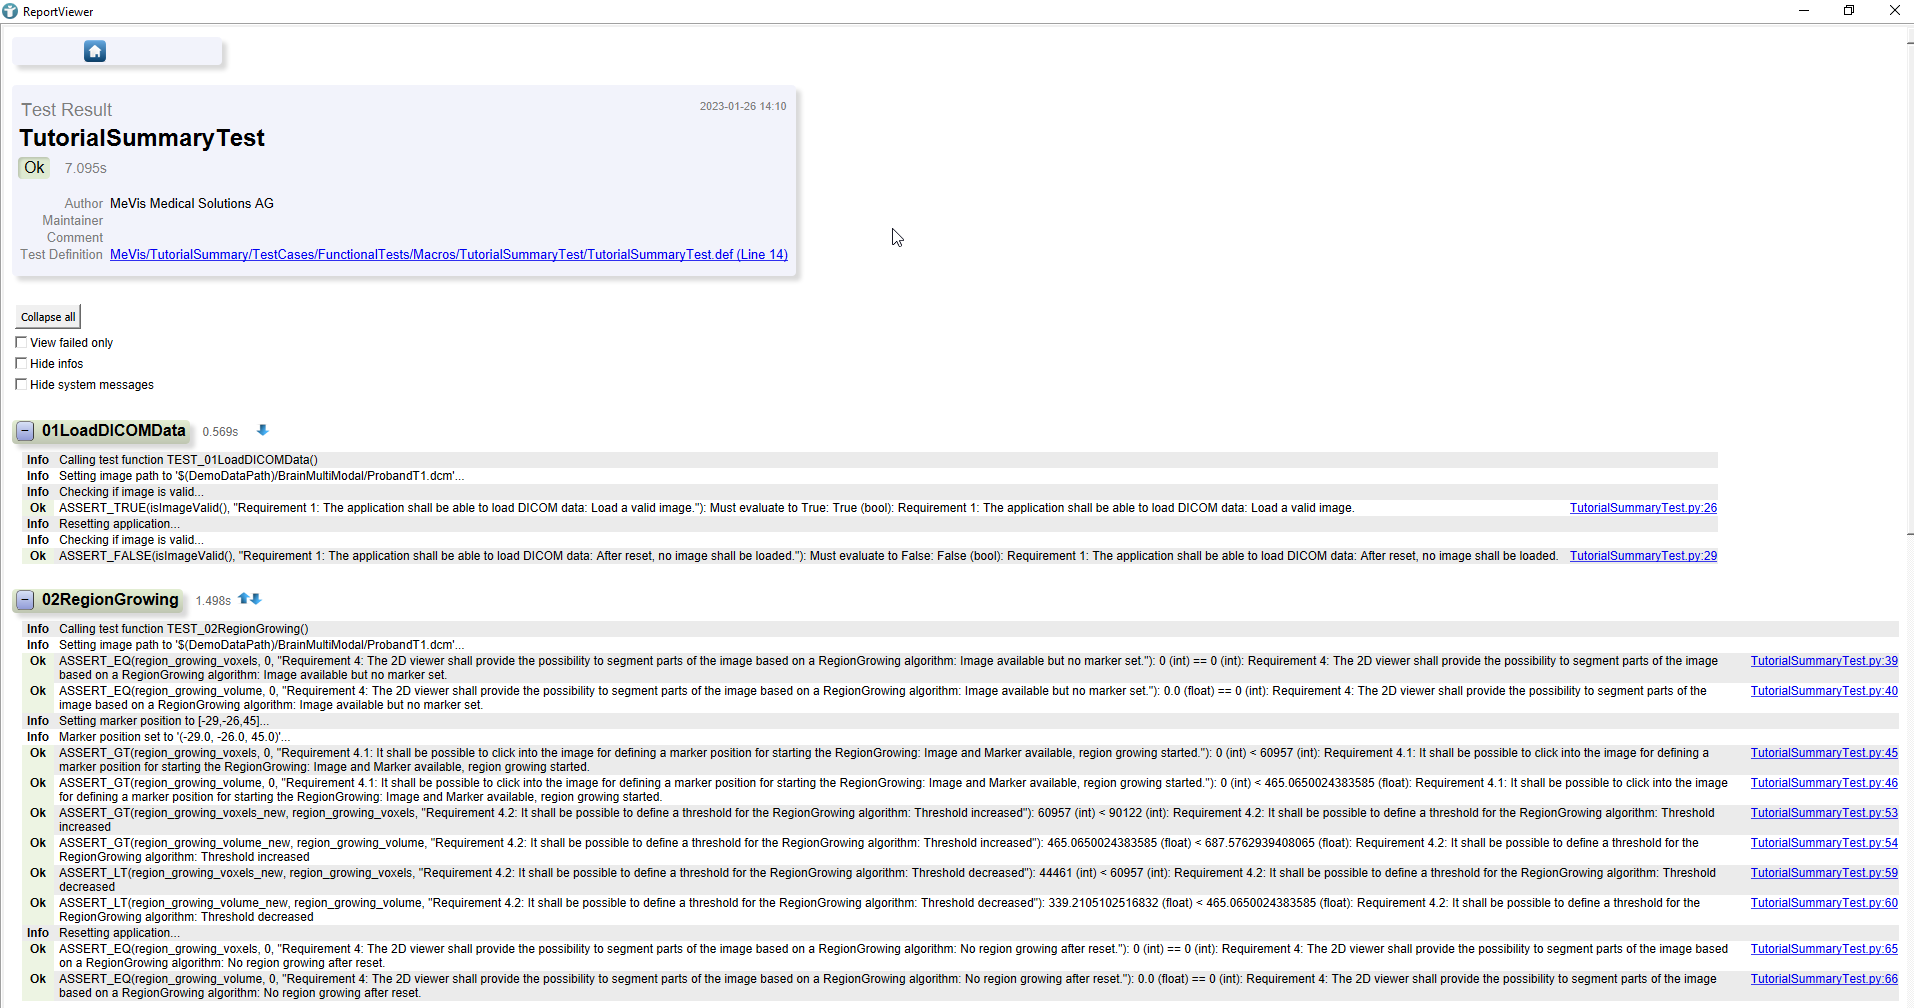 ReportViewer
Test Result
2023-01-26 14:10
TutorialSummaryTest
Ok 7.095s
Author MeVis Medical Solutions AG
Maintainer
Comment
Test Definition MeVis/TutorialSummary/TestCases/FunctionalTests/Macros/TutorialSummaryTest/TutorialSummaryTest.def (Line 14)
Collapse all
View failed only
Hide infos
Hide system messages
01LoadDICOMData 0.569s
Info Calling test function TEST_01LoadDICOMData()
Info Setting image path to '$(DemoDataPath)/BrainMultiModal/ProbandT1.dcm'...
Info Checking if image is valid...
Ok ASSERT_TRUE(isImageValid(), "Requirement 1: The application shall be able to load DICOM data: Load a valid image."): Must evaluate to True: True (bool): Requirement 1: The application shall be able to load DICOM data: Load a valid image. TutorialSummaryTest.py:26
Info Resetting application...
Info Checking if image is valid...
Ok ASSERT_FALSE(isImageValid(), "Requirement 1: The application shall be able to load DICOM data: After reset, no image shall be loaded."): Must evaluate to False: False (bool): Requirement 1: The application shall be able to load DICOM data: After reset, no image shall be loaded. TutorialSummaryTest.py:29
02RegionGrowing 1.498s
Info Calling test function TEST_02RegionGrowing()
Info Setting image path to '$(DemoDataPath)/BrainMultiModal/ProbandT1.dcm'...
Ok ASSERT_EQ(region_growing_voxels, 0, "Requirement 4: The 2D viewer shall provide the possibility to segment parts of the image based on a RegionGrowing algorithm: Image available but no marker set."): 0 (int) == 0 (int): Requirement 4: The 2D viewer shall provide the possibility to segment parts of the image TutorialSummaryTest.py:39
based on a RegionGrowing algorithm: Image available but no marker set.
Ok ASSERT_EQ(region_growing_volume, 0, "Requirement 4: The 2D viewer shall provide the possibility to segment parts of the image based on a RegionGrowing algorithm: Image available but no marker set."): 0.0 (float) == 0 (int): Requirement 4: The 2D viewer shall provide the possibility to segment parts of the TutorialSummaryTest.py:40
image based on a RegionGrowing algorithm: Image available but no marker set.
Info Setting marker position to [-29,-26,45]...
Info Marker position set to '(-29.0, -26.0, 45.0)'...
Ok ASSERT_GT(region_growing_voxels, 0, "Requirement 4.1: It shall be possible to click into the image for defining a marker position for starting the RegionGrowing: Image and Marker available, region growing started."): 0 (int) < 60957 (int): Requirement 4.1: It shall be possible to click into the image for defining a TutorialSummaryTest.py:45
marker position for starting the RegionGrowing: Image and Marker available, region growing started.
Ok ASSERT_GT(region_growing_volume, 0, "Requirement 4.1: It shall be possible to click into the image for defining a marker position for starting the RegionGrowing: Image and Marker available, region growing started."): 0 (int) < 465.0650024383585 (float): Requirement 4.1: It shall be possible to click into the image TutorialSummaryTest.py:46
for defining a marker position for starting the RegionGrowing: Image and Marker available, region growing started.
Ok ASSERT_GT(region_growing_voxels_new, region_growing_voxels, "Requirement 4.2: It shall be possible to define a threshold for the RegionGrowing algorithm: Threshold increased"): 60957 (int) < 90122 (int): Requirement 4.2: It shall be possible to define a threshold for the RegionGrowing algorithm: Threshold TutorialSummaryTest.py:53
increased
Ok ASSERT_GT(region_growing_volume_new, region_growing_volume, "Requirement 4.2: It shall be possible to define a threshold for the RegionGrowing algorithm: Threshold increased"): 465.0650024383585 (float) < 687.5762939408065 (float): Requirement 4.2: It shall be possible to define a threshold for the TutorialSummaryTest.py:54
RegionGrowing algorithm: Threshold increased
Ok ASSERT_LT(region_growing_voxels_new, region_growing_voxels, "Requirement 4.2: It shall be possible to define a threshold for the RegionGrowing algorithm: Threshold decreased"): 44461 (int) < 60957 (int): Requirement 4.2: It shall be possible to define a threshold for the RegionGrowing algorithm: Threshold TutorialSummaryTest.py:59
decreased
Ok ASSERT_LT(region_growing_volume_new, region_growing_volume, "Requirement 4.2: It shall be possible to define a threshold for the RegionGrowing algorithm: Threshold decreased"): 339.2105102516832 (float) < 465.0650024383585 (float): Requirement 4.2: It shall be possible to define a threshold for the TutorialSummaryTest.py:60
RegionGrowing algorithm: Threshold decreased
Info Resetting application...
Ok ASSERT_EQ(region_growing_voxels, 0, "Requirement 4: The 2D viewer shall provide the possibility to segment parts of the image based on a RegionGrowing algorithm: No region growing after reset."): 0 (int) == 0 (int): Requirement 4: The 2D viewer shall provide the possibility to segment parts of the image based TutorialSummaryTest.py:65
on a RegionGrowing algorithm: No region growing after reset.
Ok ASSERT_EQ(region_growing_volume, 0, "Requirement 4: The 2D viewer shall provide the possibility to segment parts of the image based on a RegionGrowing algorithm: No region growing after reset."): 0.0 (float) == 0 (int): Requirement 4: The 2D viewer shall provide the possibility to segment parts of the image TutorialSummaryTest.py:66
based on a RegionGrowing algorithm: No region growing after reset.